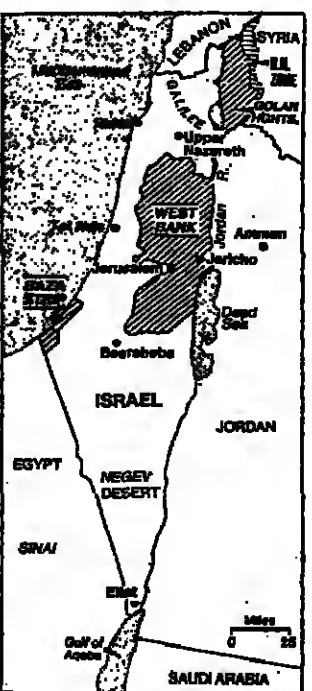 LEBANON
SYRIA
U.N.
ZONE
GOLAN
HGHTS.
GALILEE
Upper
Nazareth
WEST
BANK
Jordan
R.
Amman
Jerusalem
Jericho
GAZA
STRIP
Dead
Sea
Beersheba
ISRAEL
JORDAN
EGYPT
NEGEV
DESERT
SINAI
Eilat
Miles
0 25
Gulf of
Aqaba
SAUDI ARABIA